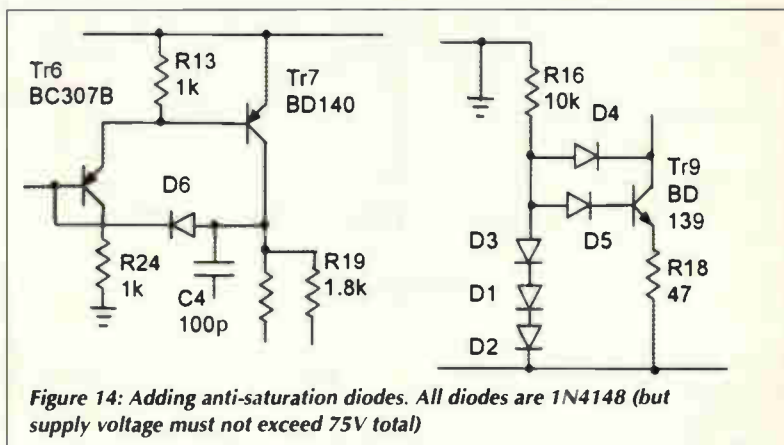 Tr6
BC307B
R13
1k
Tr7
BD140
D6
R24
1k
C4
100p
R19
1.8k
R16
10k
D4
Tr9
BD
139
D5
D3
D1
D2
R18
47
Figure 14: Adding anti-saturation diodes. All diodes are 1N4148 (but
supply voltage must not exceed 75V total)